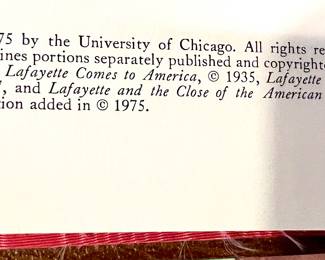 75 by the University of Chicago. All rights re
ines portions separately published and copyright
Lafayette Comes to America, © 1935, Lafayette
, and Lafayette and the Close of the American
tion added in © 1975.